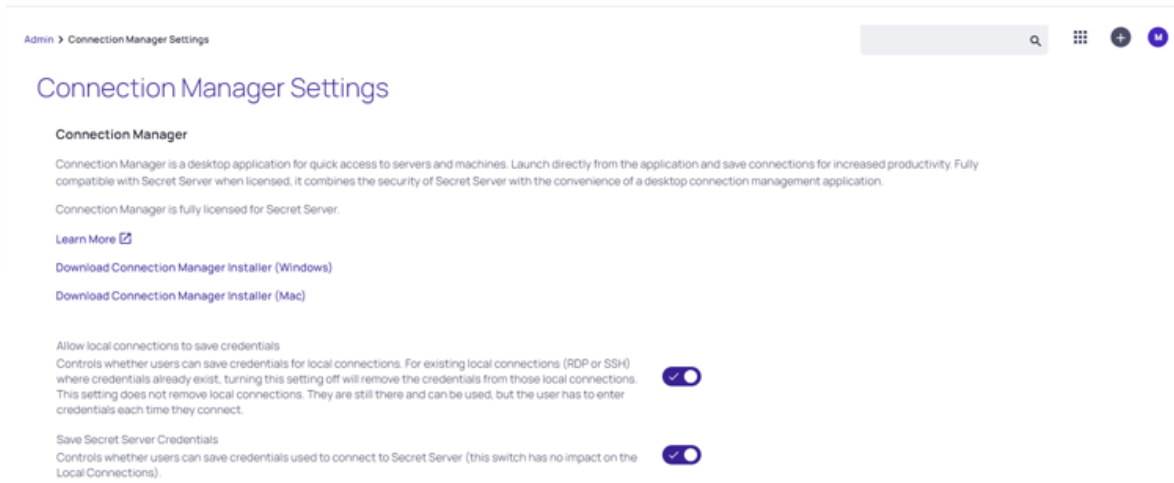 Admin > Connection Manager Settings
M
Connection Manager Settings
Connection Manager
Connection Manager is a desktop application for quick access to servers and machines. Launch directly from the application and save connections for increased productivity. Fully
compatible with Secret Server when licensed, it combines the security of Secret Server with the convenience of a desktop connection management application.
Connection Manager is fully licensed for Secret Server.
Learn More
Download Connection Manager Installer (Windows)
Download Connection Manager Installer (Mac)
Allow local connections to save credentials
Controls whether users can save credentials for local connections. For existing local connections (RDP or SSH)
where credentials already exist, turning this setting off will remove the credentials from those local connections.
This setting does not remove local connections. They are still there and can be used, but the user has to enter
credentials each time they connect.
Save Secret Server Credentials
Controls whether users can save credentials used to connect to Secret Server (this switch has no impact on the
Local Connections).